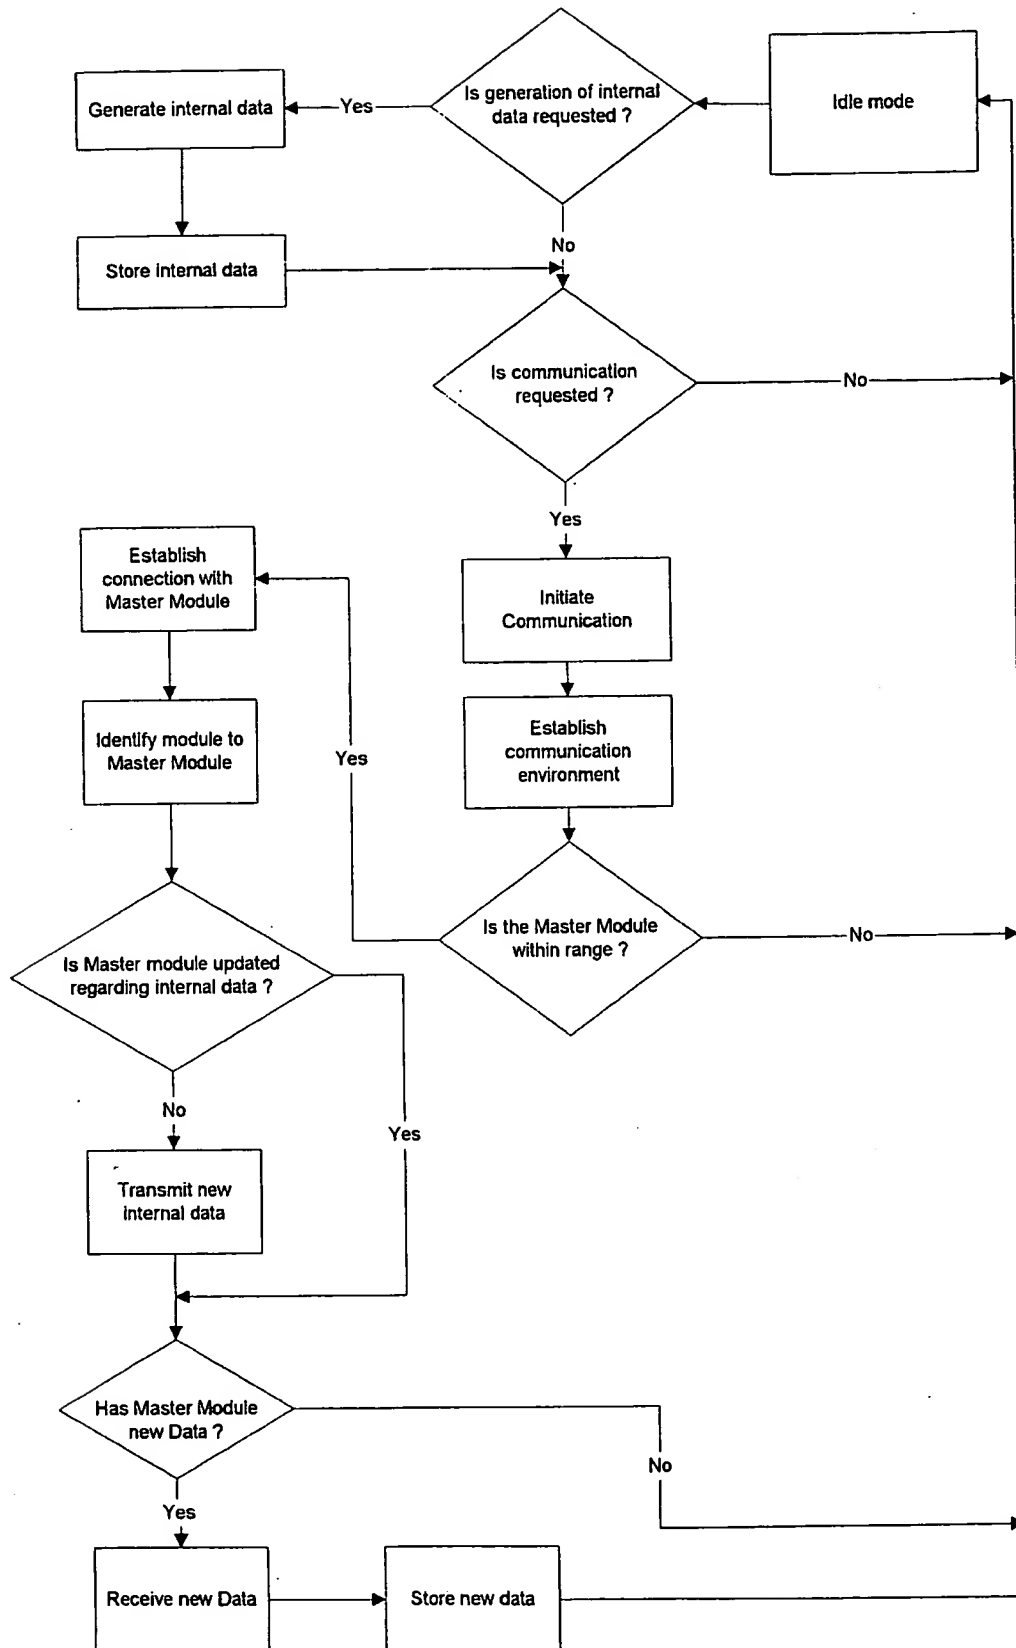 Is generation of internal
data requested ?
Idle mode
Yes
Generate internal data
No
Store internal data
Is communication
requested ?
No
Yes
Initiate
Communication
Establish
connection with
Master Module
Establish
communication
environment
Identify module to
Master Module
Yes
Is the Master Module
within range ?
No
Is Master module updated
regarding internal data ?
No
Yes
Transmit new
internal data
Has Master Module
new Data ?
No
Yes
Receive new Data
Store new data